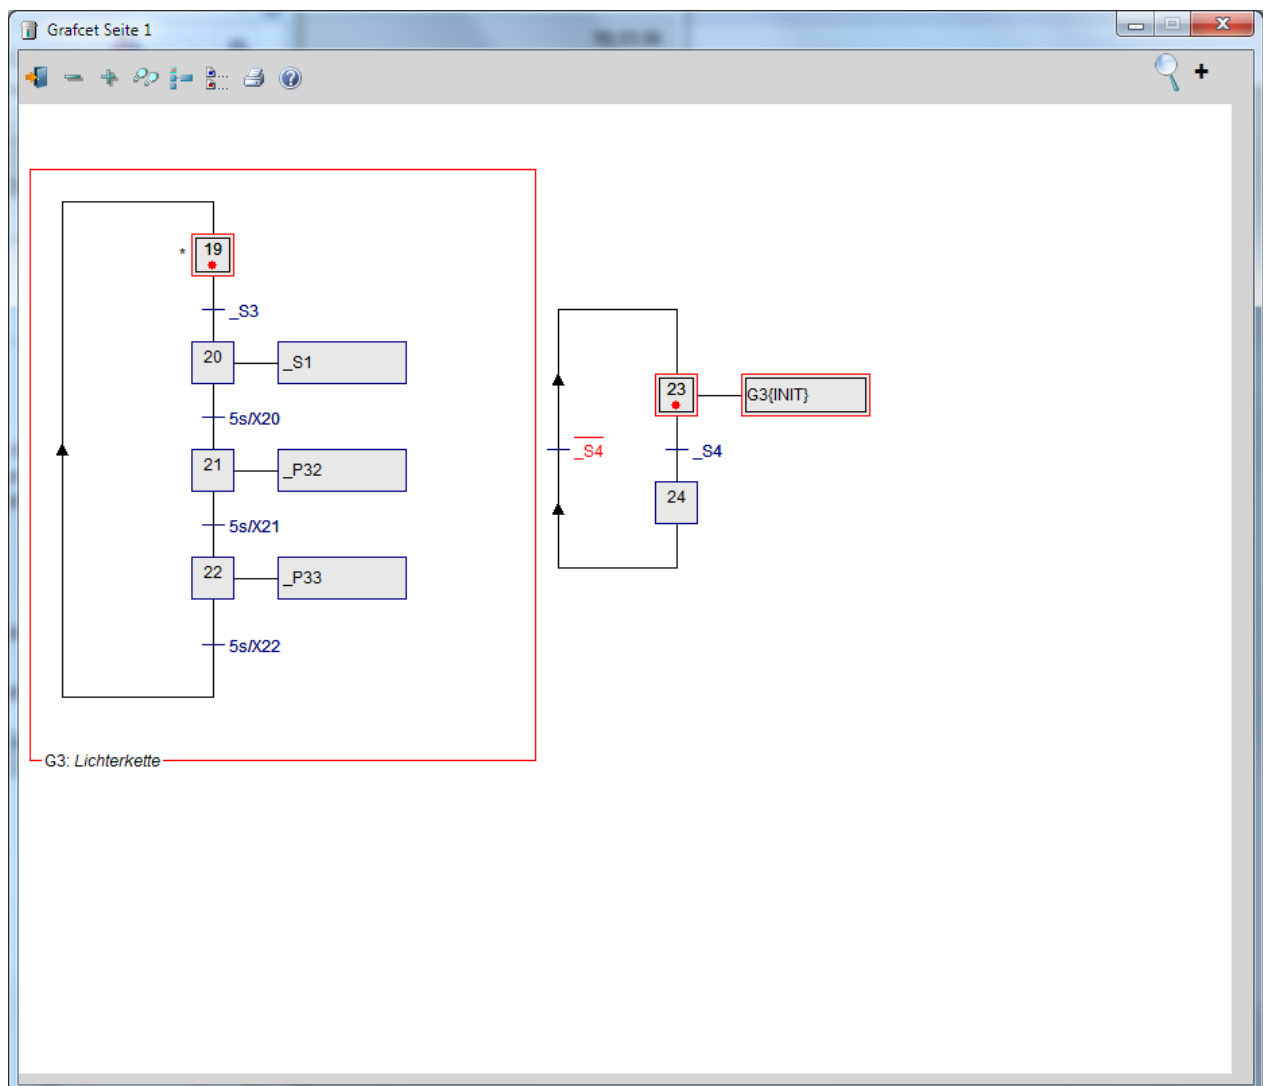 Grafcet Seite 1
+
* 19
_S3
20 _S1
5s/X20
21 _P32
5s/X21
22 _P33
5s/X22
G3: Lichterkette
23 G3{INIT}
_S4 _S4
24